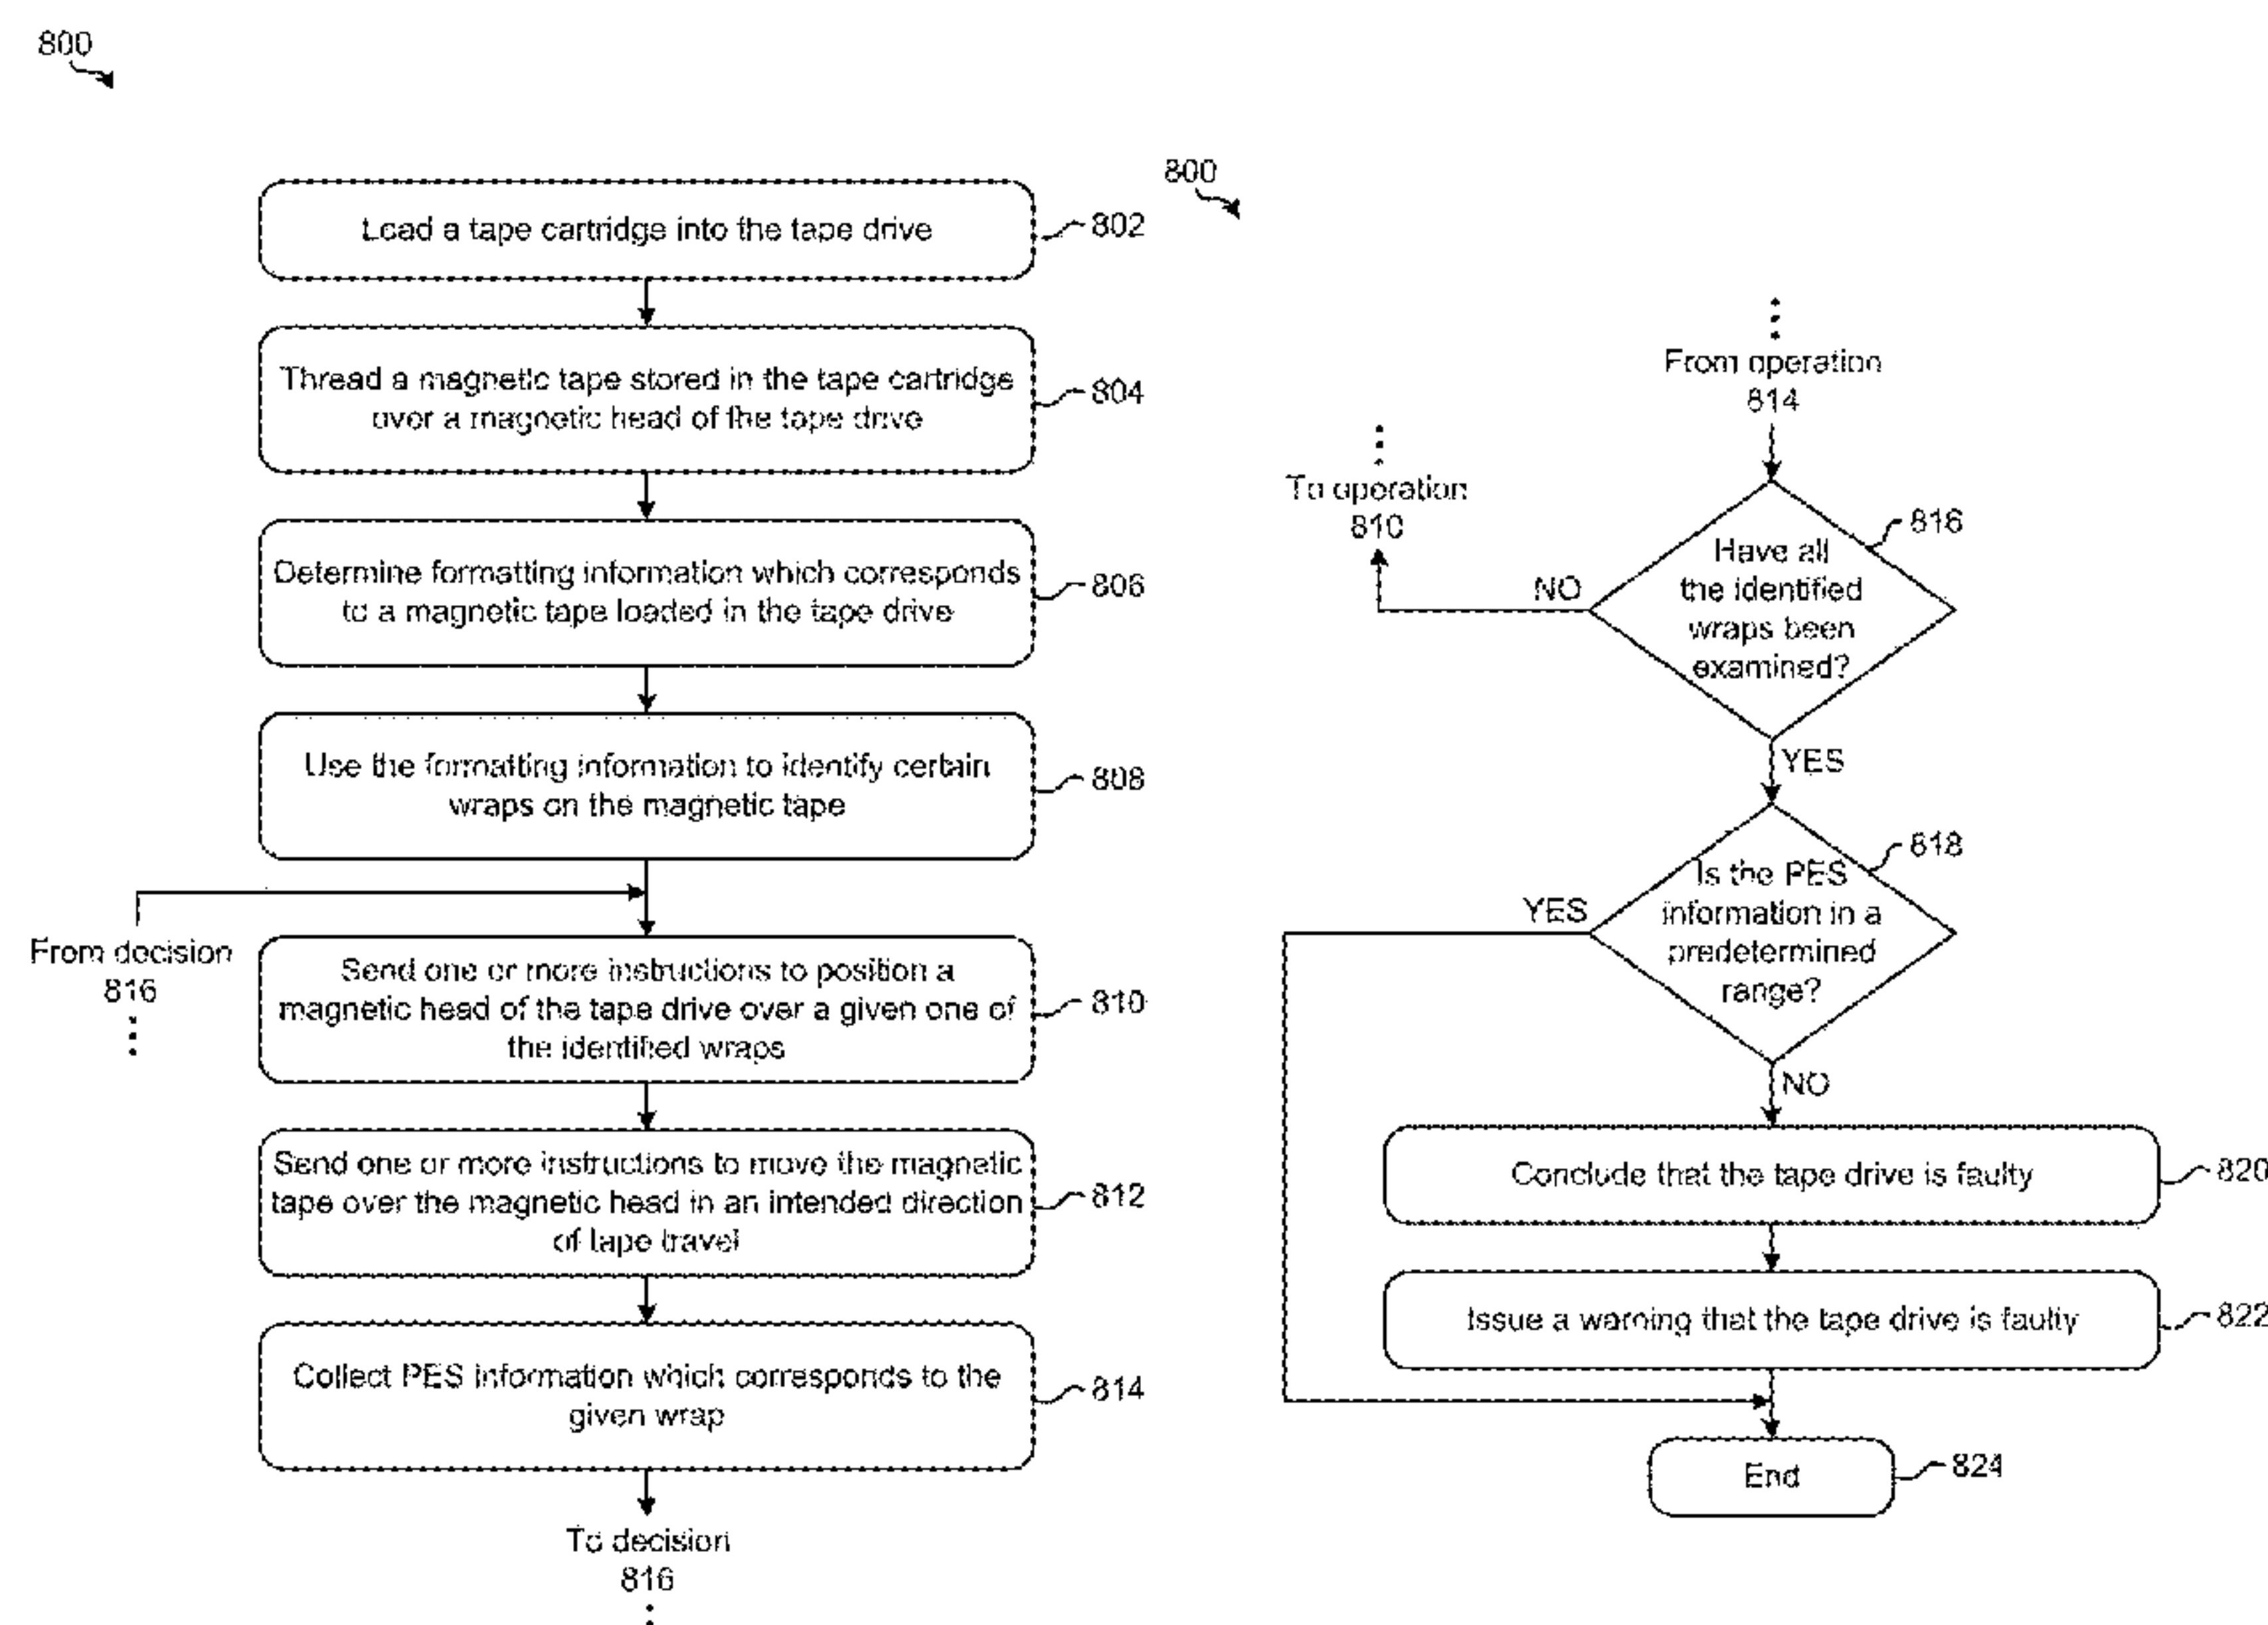 800
Load a tape cartridge into the tape drive
802
Thread a magnetic tape stored in the tape cartridge
over a magnetic head of the tape drive
804
Determine formatting information which corresponds
to a magnetic tape loaded in the tape drive
806
Use the formatting information to identify certain
wraps on the magnetic tape
808
From decision
816
Send one or more instructions to position a
magnetic head of the tape drive over a given one of
the identified wraps
810
Send one or more instructions to move the magnetic
tape over the magnetic head in an intended direction
of tape travel
812
Collect PES information which corresponds to the
given wrap
814
To decision
816
800
From operation
814
To operation
810
NO
Have all
the identified
wraps been
examined?
816
YES
YES
Is the PES
information in a
predetermined
range?
818
NO
Conclude that the tape drive is faulty
820
Issue a warning that the tape drive is faulty
822
End
824